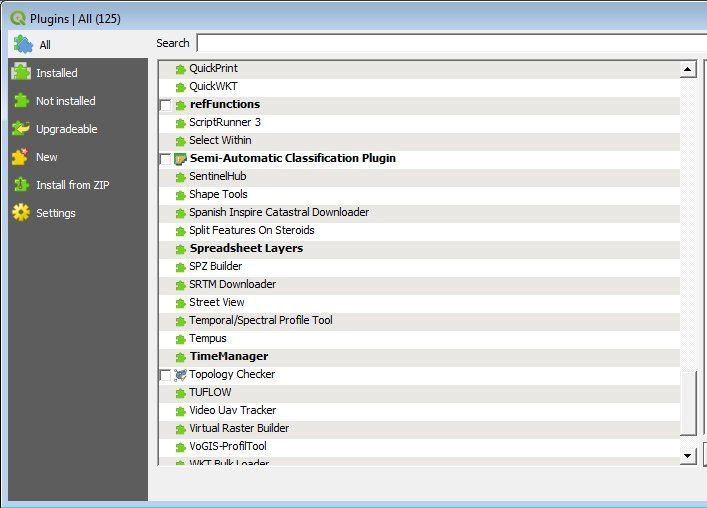 Plugins | All (125)
All
Installed
Not installed
Upgradeable
New
Install from ZIP
Settings
Search
QuickPrint
QuickWKT
refFunctions
ScriptRunner 3
Select Within
Semi-Automatic Classification Plugin
SentinelHub
Shape Tools
Spanish Inspire Catastral Downloader
Split Features On Steroids
Spreadsheet Layers
SPZ Builder
SRTM Downloader
Street View
Temporal/Spectral Profile Tool
Tempus
TimeManager
Topology Checker
TUFLOW
Video Uav Tracker
Virtual Raster Builder
VoGIS-ProfilTool
WKT Bulk Loader